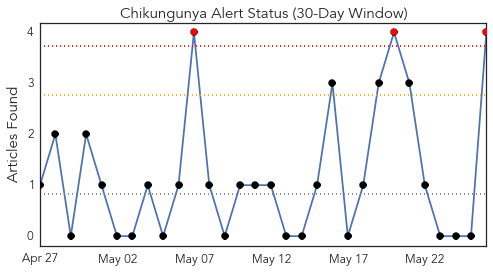 Chikungunya Alert Status (30-Day Window)
Articles Found
4
3
2
1
0
Apr 27
May 02
May 07
May 12
May 17
May 22